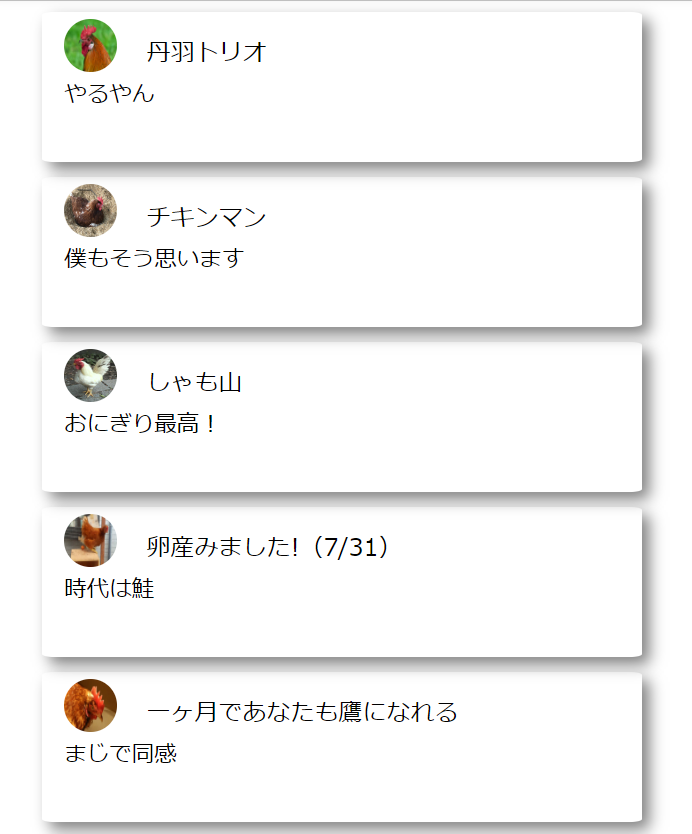 丹羽トリオ
やるやん
チキンマン
僕もそう思います
しゃも山
おにぎり最高！
卵産みました!（7/31）
時代は鮭
一ヶ月であなたも鷹になれる
まじで同感